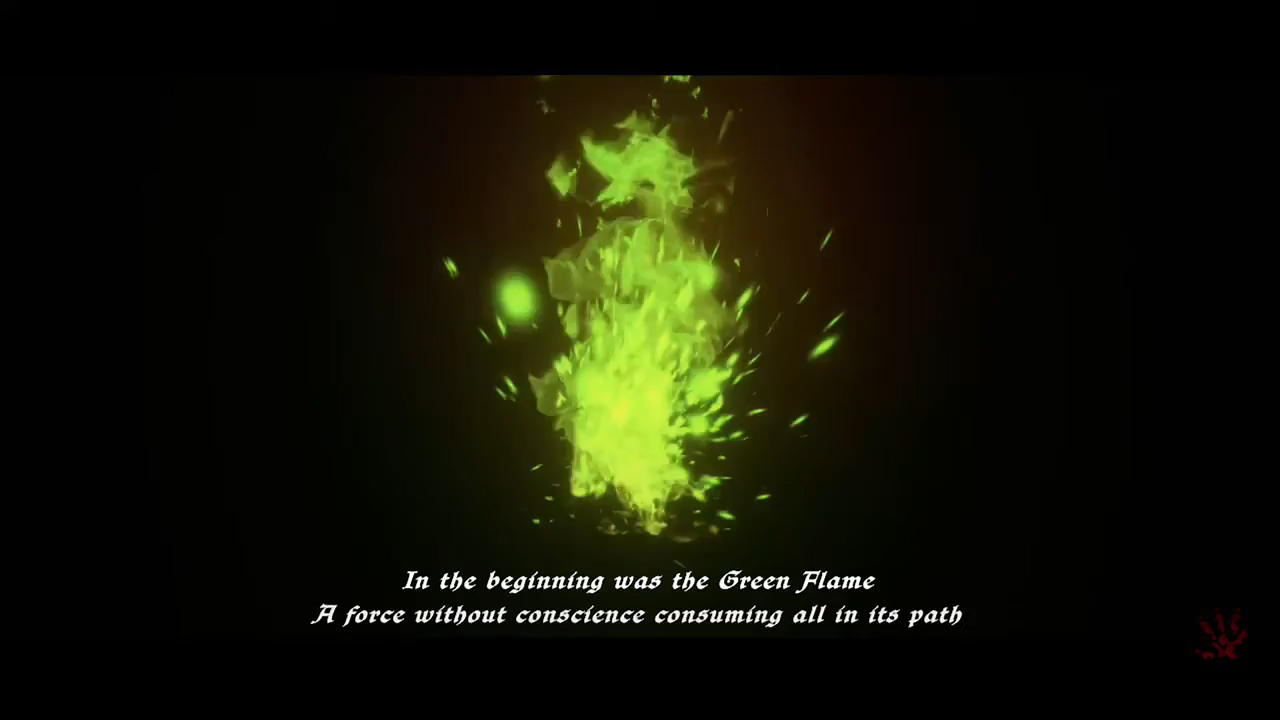 In the beginning was the Green Flame
A force without conscience consuming all in its path